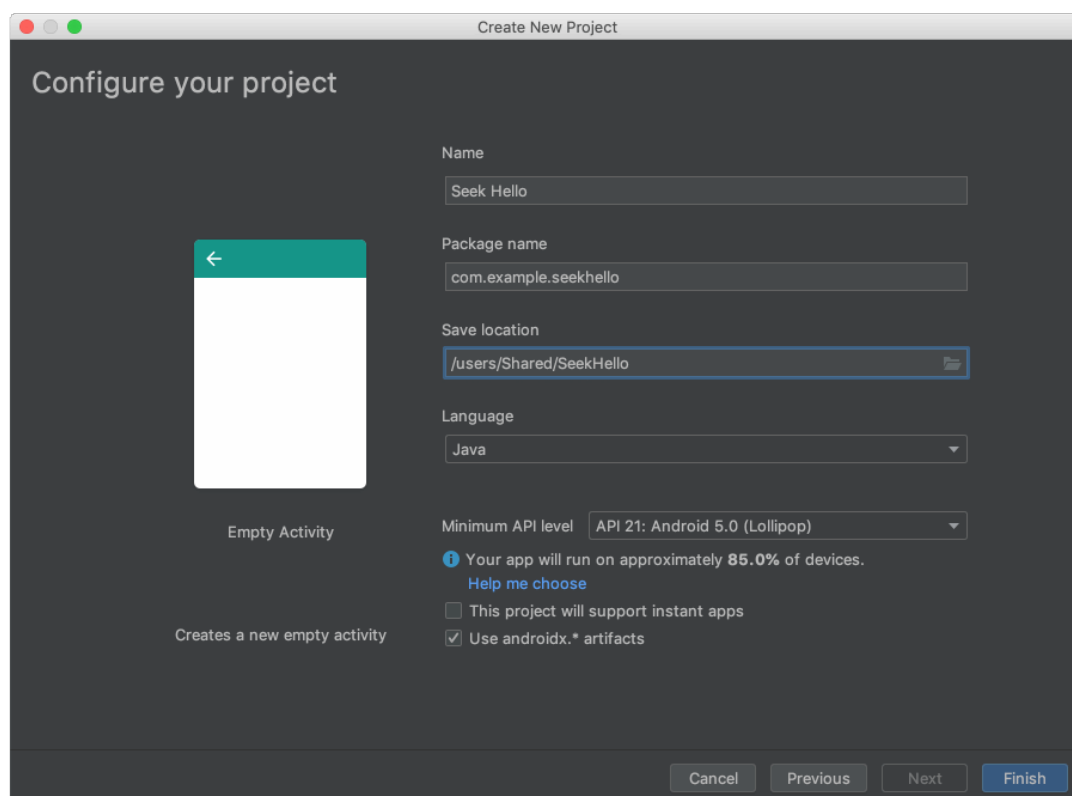 Create New Project
Configure your project
Name
Seek Hello
Package name
com.example.seekhello
Save location
/users/Shared/SeekHello
Language
Java
Empty Activity
Minimum API level API 21: Android 5.0 (Lollipop)
Your app will run on approximately 85.0% of devices.
Help me choose
This project will support instant apps
Creates a new empty activity
Use androidx.* artifacts
Cancel Previous Next Finish